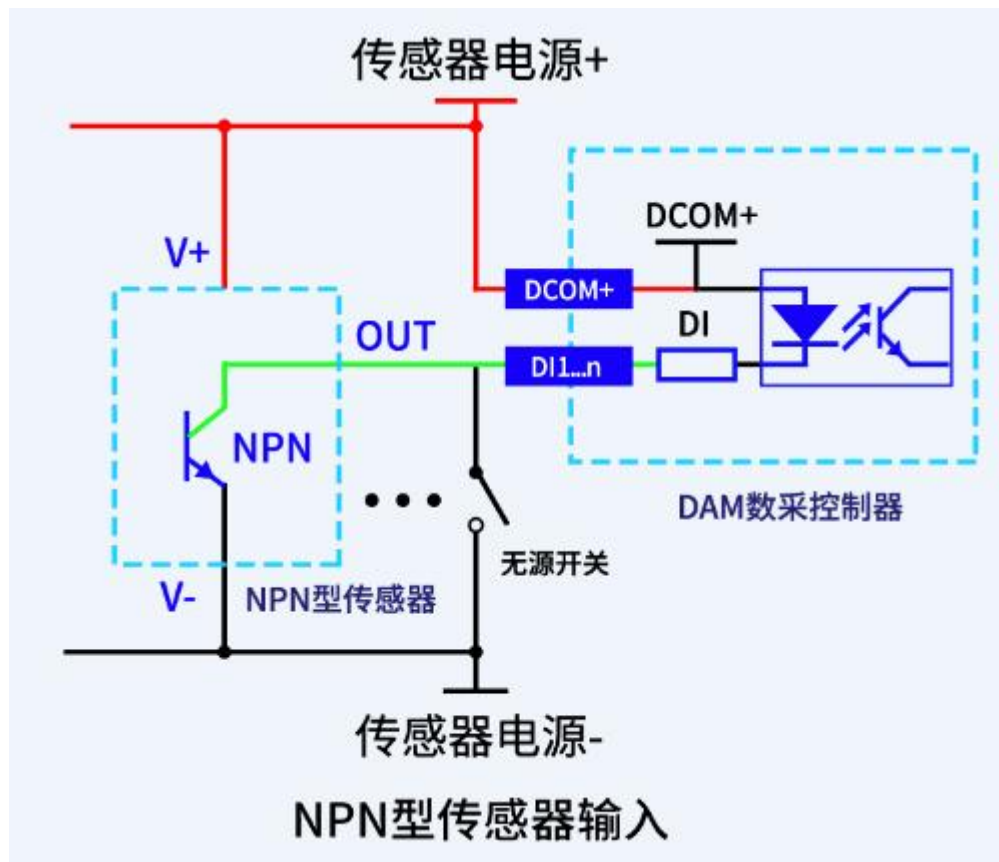 传感器电源+
DCOM+
V+
DCOM+
OUT
DI
DI1...n
NPN
DAM数采控制器
无源开关
V-
NPN型传感器
传感器电源-
NPN型传感器输入